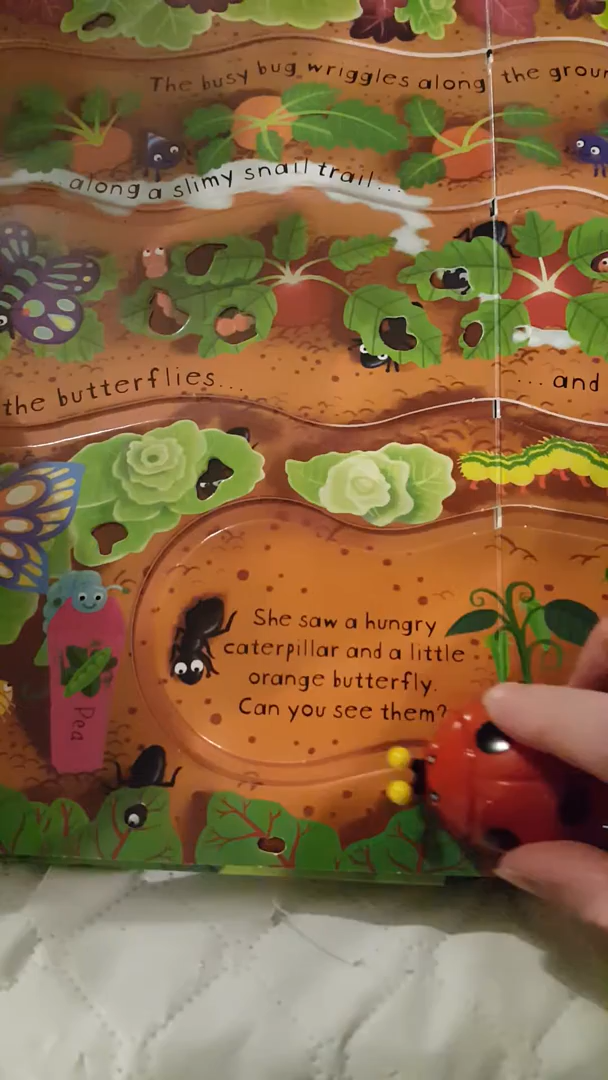 The busy bug wriggles along the grou
along a slimy snail trail...
the butterflies...
...and
She saw a hungry
caterpillar and a little
orange butterfly.
Can you see them?
Pea